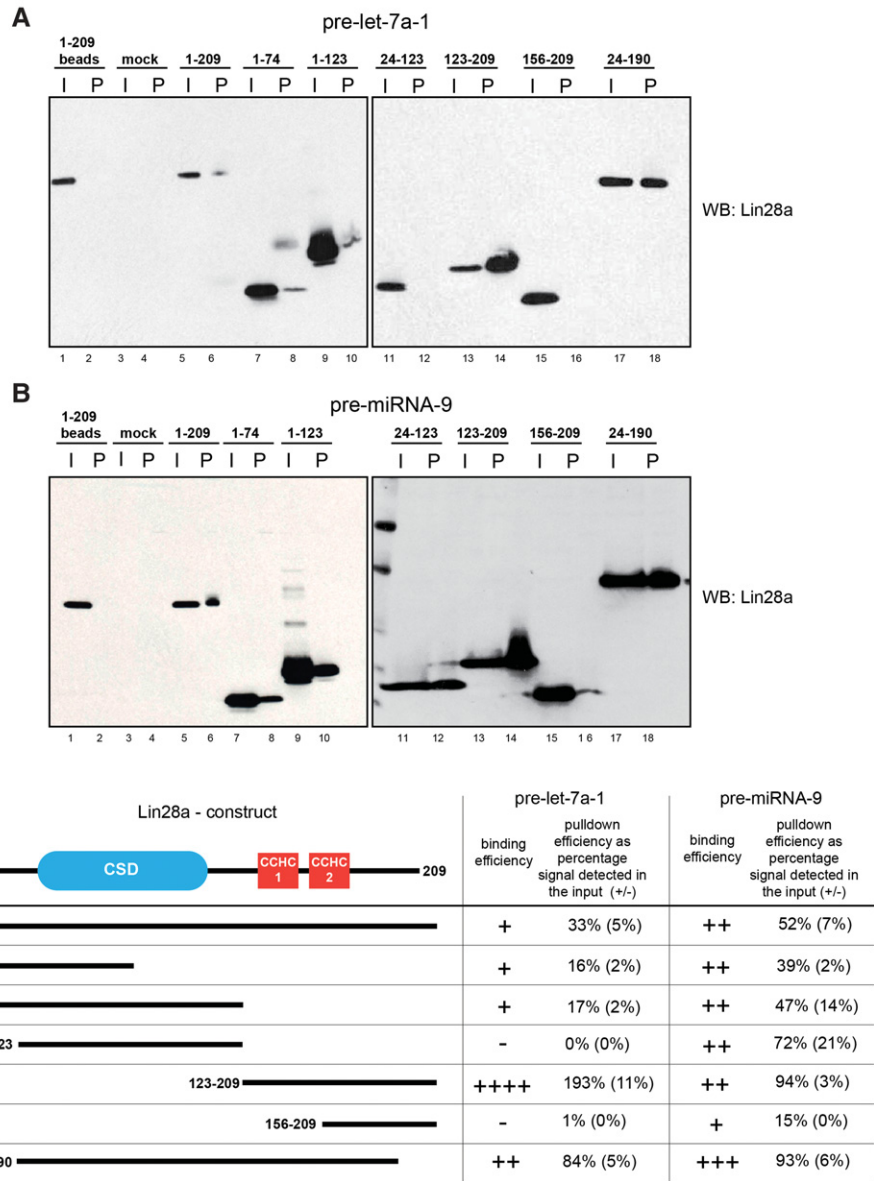 A
pre-let-7a-1
1-209 beads mock 1-209 1-74 1-123 24-123 123-209 156-209 24-190
I P I P I P I P I P I P I P I P I P
WB: Lin28a
1 2 3 4 5 6 7 8 9 10 11 12 13 14 15 16 17 18
B
pre-miRNA-9
1-209 beads mock 1-209 1-74 1-123 24-123 123-209 156-209 24-190
I P I P I P I P I P I P I P I P I P
WB: Lin28a
1 2 3 4 5 6 7 8 9 10 11 12 13 14 15 1 6 17 18
Lin28a - construct
pre-let-7a-1
pre-miRNA-9
binding efficiency
pulldown efficiency as percentage signal detected in the input (+/-)
binding efficiency
pulldown efficiency as percentage signal detected in the input (+/-)
CSD CCHC 1 CCHC 2 209
+ 33% (5%) ++ 52% (7%)
+ 16% (2%) ++ 39% (2%)
+ 17% (2%) ++ 47% (14%)
23 - 0% (0%) ++ 72% (21%)
123-209 ++++ 193% (11%) ++ 94% (3%)
156-209 - 1% (0%) + 15% (0%)
90 ++ 84% (5%) +++ 93% (6%)